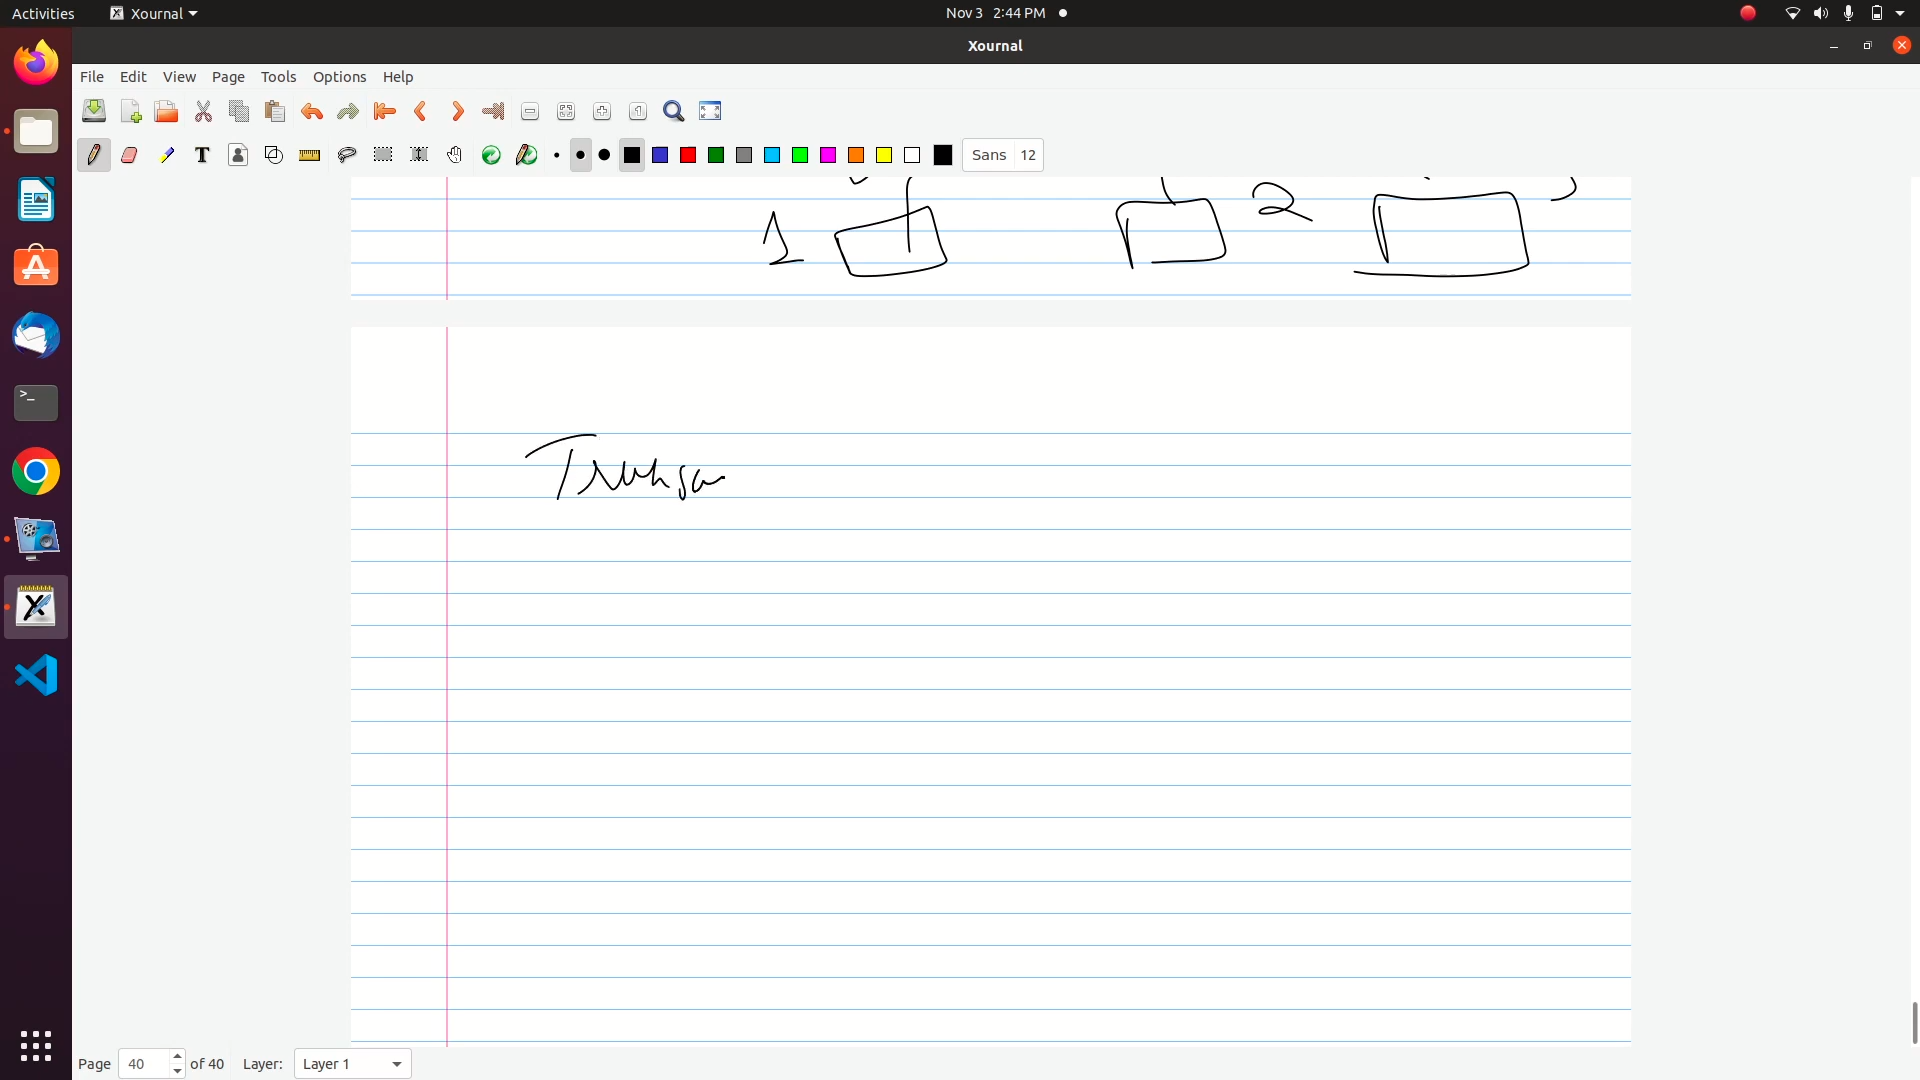 Activities Xournal Nov 3 2:44 PM
Xournal
File Edit View Page Tools Options Help
T Sans 12
1 2
Page 40 of 40 Layer: Layer 1